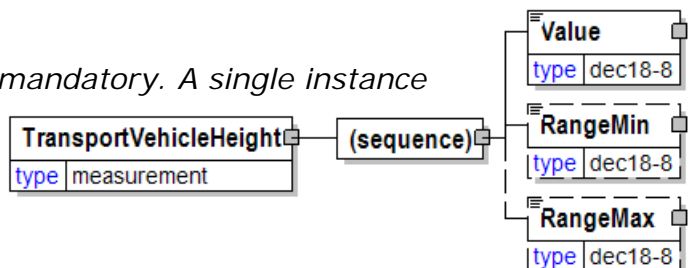 mandatory. A single instance
TransportVehicleHeight
type measurement
(sequence)
Value
type dec18-8
RangeMin
type dec18-8
RangeMax
type dec18-8